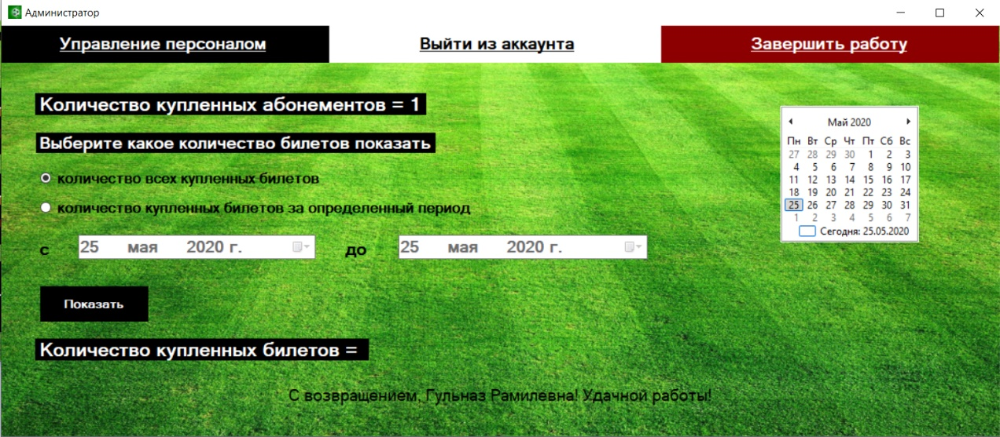 Администратор
Управление персоналом
Выйти из аккаунта
Завершить работу
Количество купленных абонементов = 1
Выберите какое количество билетов показать
количество всех купленных билетов
количество купленных билетов за определенный период
с 25 мая 2020 г. до 25 мая 2020 г.
Показать
Количество купленных билетов =
С возвращением, Гульназ Рамилевна! Удачной работы!
Май 2020
Пн Вт Ср Чт Пт Сб Вс
27 28 29 30 1 2 3
4 5 6 7 8 9 10
11 12 13 14 15 16 17
18 19 20 21 22 23 24
25 26 27 28 29 30 31
1 2 3 4 5 6 7
Сегодня: 25.05.2020